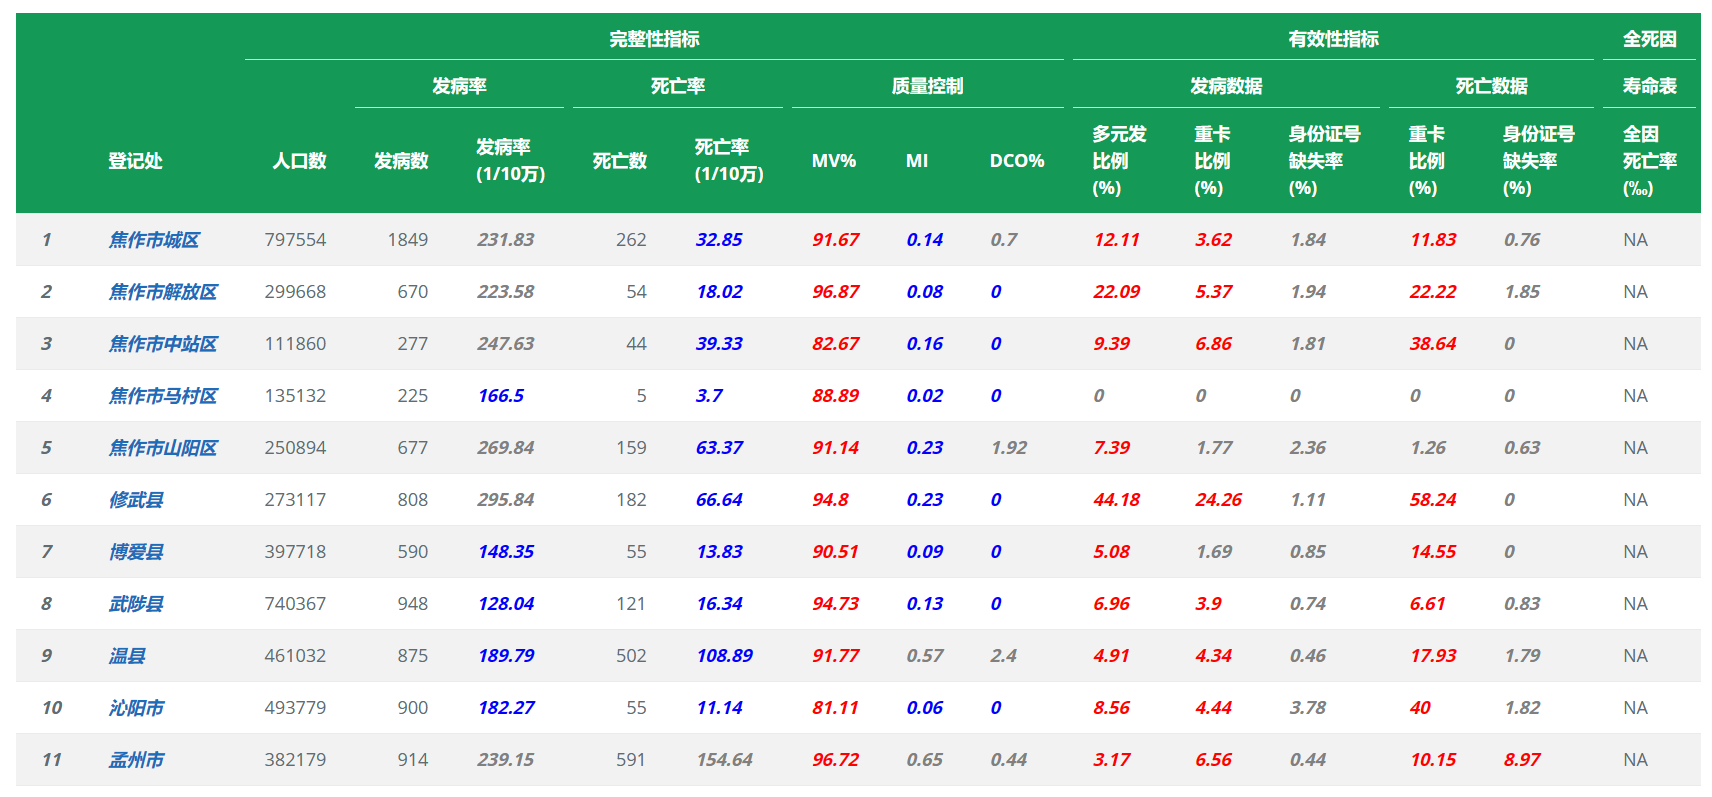 完整性指标 有效性指标 全死因
发病率 死亡率 质量控制 发病数据 死亡数据 寿命表
登记处 人口数 发病数 发病率 (1/10万) 死亡数 死亡率 (1/10万) MV% MI DCO% 多元发比例 (%) 重卡比例 (%) 身份证号缺失率 (%) 重卡比例 (%) 身份证号缺失率 (%) 全因死亡率 (‰)
1 焦作市城区 797554 1849 231.83 262 32.85 91.67 0.14 0.7 12.11 3.62 1.84 11.83 0.76 NA
2 焦作市解放区 299668 670 223.58 54 18.02 96.87 0.08 0 22.09 5.37 1.94 22.22 1.85 NA
3 焦作市中站区 111860 277 247.63 44 39.33 82.67 0.16 0 9.39 6.86 1.81 38.64 0 NA
4 焦作市马村区 135132 225 166.5 5 3.7 88.89 0.02 0 0 0 0 0 0 NA
5 焦作市山阳区 250894 677 269.84 159 63.37 91.14 0.23 1.92 7.39 1.77 2.36 1.26 0.63 NA
6 修武县 273117 808 295.84 182 66.64 94.8 0.23 0 44.18 24.26 1.11 58.24 0 NA
7 博爱县 397718 590 148.35 55 13.83 90.51 0.09 0 5.08 1.69 0.85 14.55 0 NA
8 武陟县 740367 948 128.04 121 16.34 94.73 0.13 0 6.96 3.9 0.74 6.61 0.83 NA
9 温县 461032 875 189.79 502 108.89 91.77 0.57 2.4 4.91 4.34 0.46 17.93 1.79 NA
10 沁阳市 493779 900 182.27 55 11.14 81.11 0.06 0 8.56 4.44 3.78 40 1.82 NA
11 孟州市 382179 914 239.15 591 154.64 96.72 0.65 0.44 3.17 6.56 0.44 10.15 8.97 NA